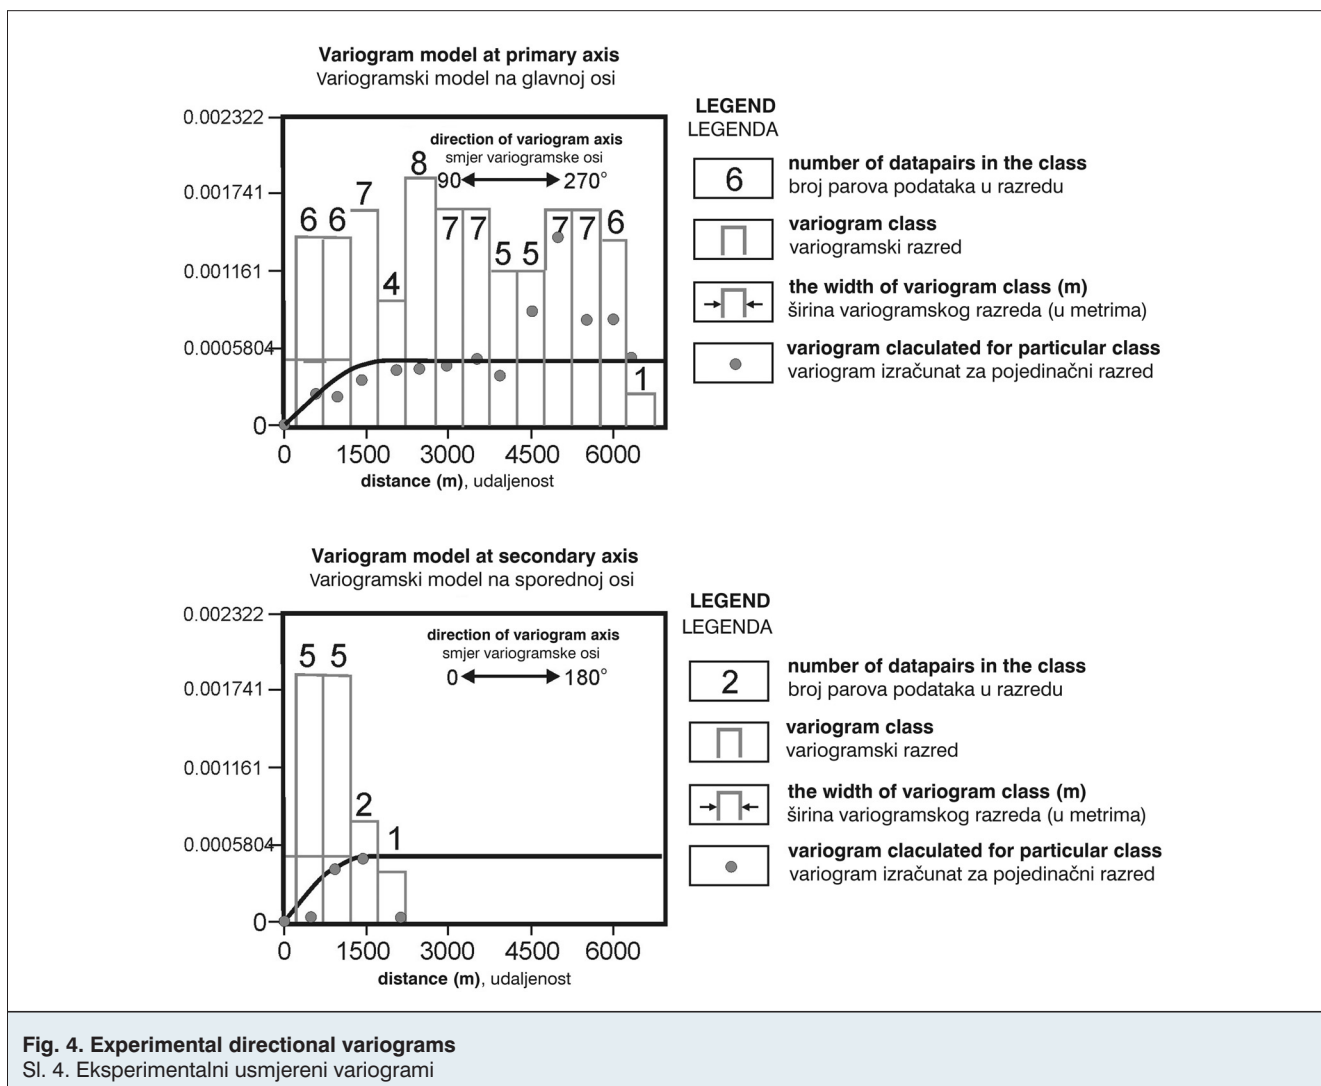 Variogram model at primary axis
Variogramski model na glavnoj osi
0.002322
0.001741
0.001161
0.0005804
0
direction of variogram axis
smjer variogramske osi
90 270°
6 6 7 4 8 7 7 5 5 7 7 6 1
0 1500 3000 4500 6000
distance (m), udaljenost
LEGEND
LEGENDA
6
number of datapairs in the class
broj parova podataka u razredu
variogram class
variogramski razred
the width of variogram class (m)
širina variogramskog razreda (u metrima)
variogram claculated for particular class
variogram izračunat za pojedinačni razred
Variogram model at secondary axis
Variogramski model na sporednoj osi
0.002322
0.001741
0.001161
0.0005804
0
direction of variogram axis
smjer variogramske osi
0 180°
5 5 2 1
0 1500 3000 4500 6000
distance (m), udaljenost
LEGEND
LEGENDA
2
number of datapairs in the class
broj parova podataka u razredu
variogram class
variogramski razred
the width of variogram class (m)
širina variogramskog razreda (u metrima)
variogram claculated for particular class
variogram izračunat za pojedinačni razred
Fig. 4. Experimental directional variograms
Sl. 4. Eksperimentalni usmjereni variogrami